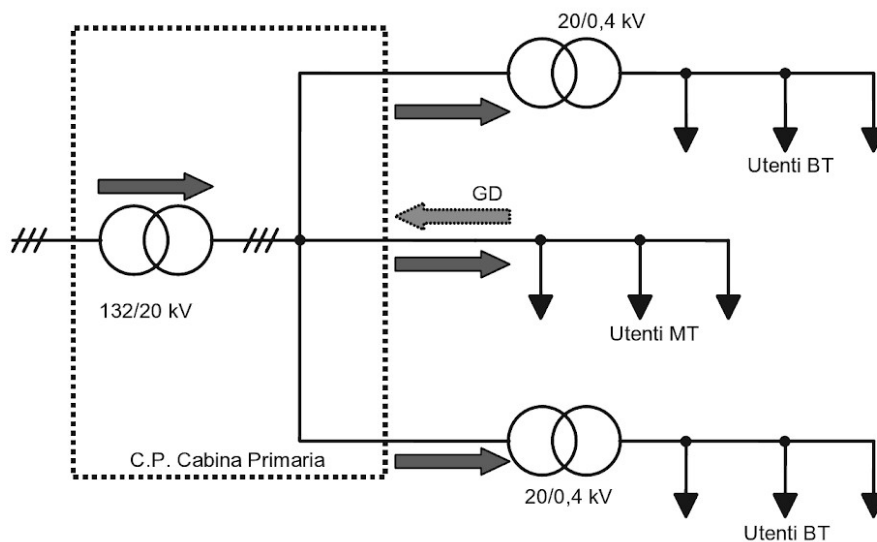 20/0,4 kV
Utenti BT
GD
132/20 kV
Utenti MT
C.P. Cabina Primaria
20/0,4 kV
Utenti BT